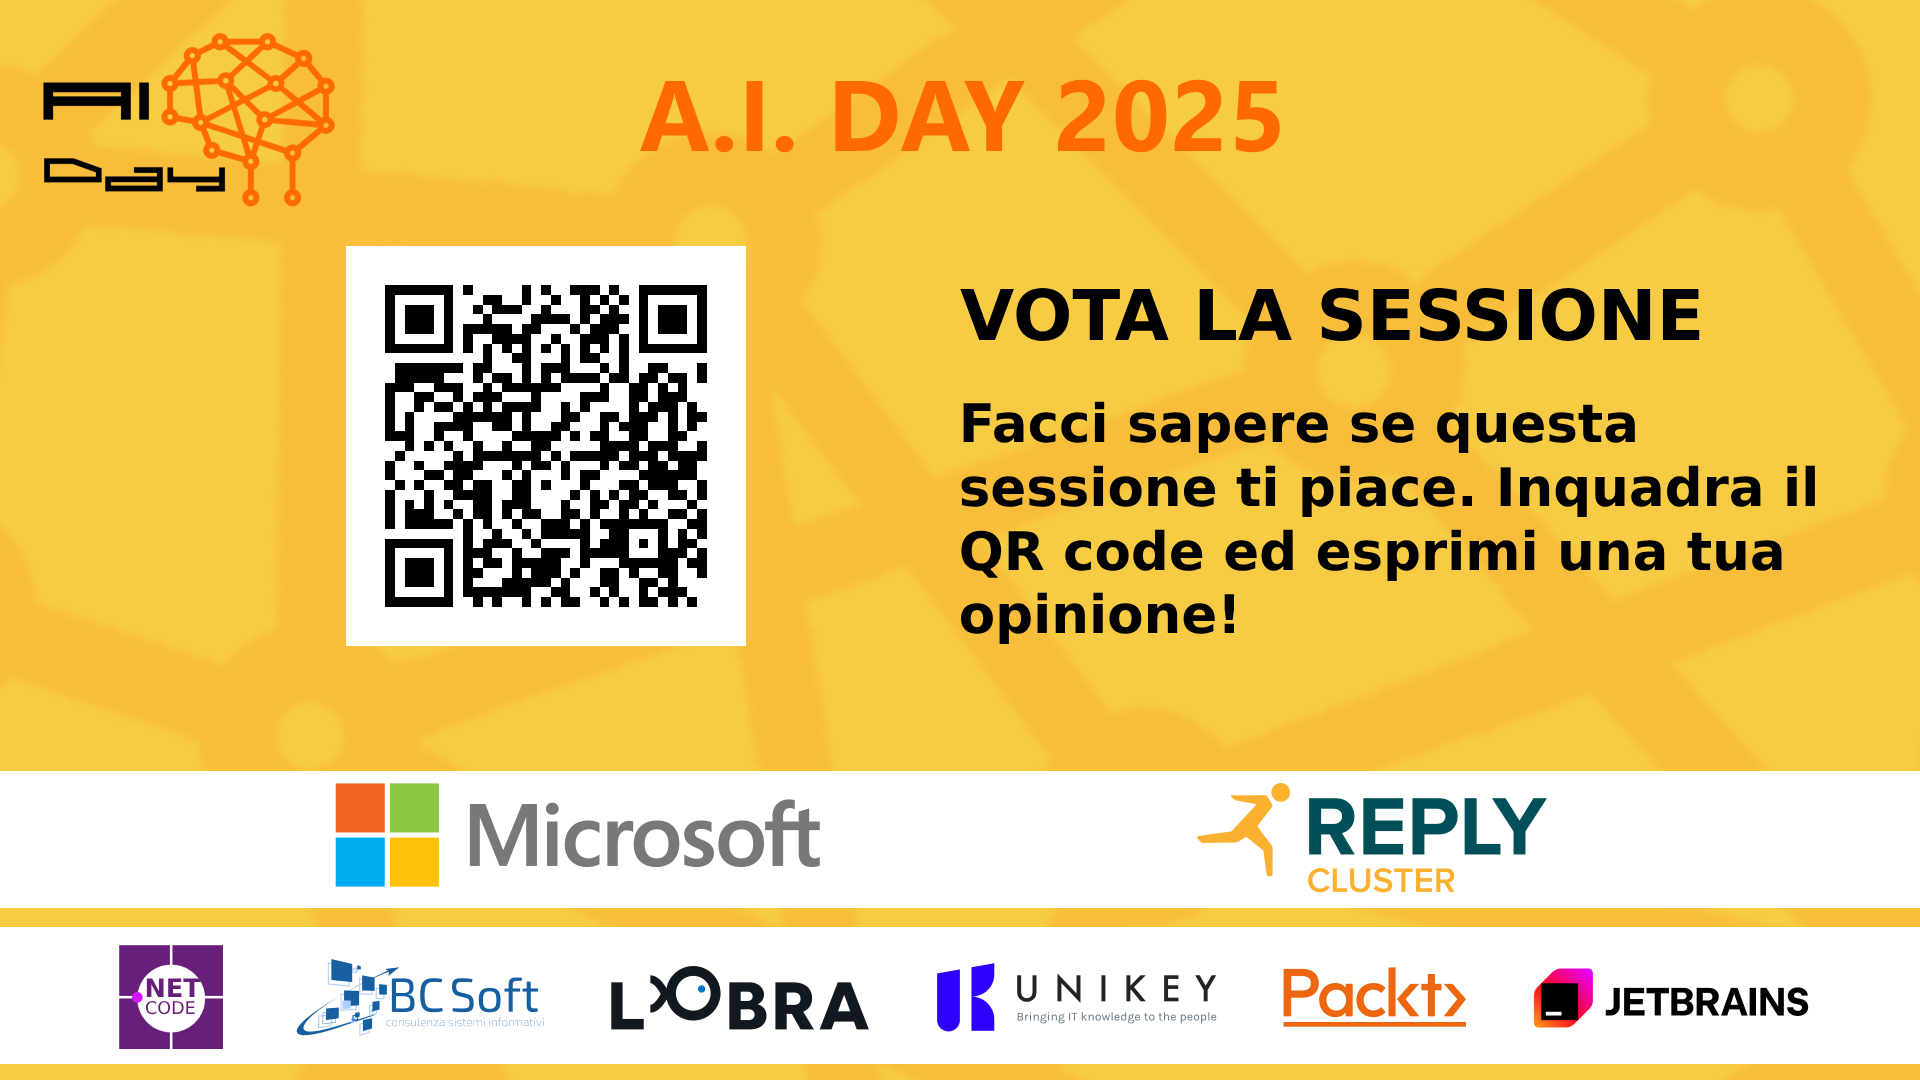 AI
Day
A.I. DAY 2025
VOTA LA SESSIONE
Facci sapere se questa
sessione ti piace. Inquadra il
QR code ed esprimi una tua
opinione!
Microsoft
REPLY
CLUSTER
NET
CODE
BCSoft
consulenza sistemi informativi
LOBRA
UNIKEY
Bringing IT knowledge to the people
Packt>
JETBRAINS